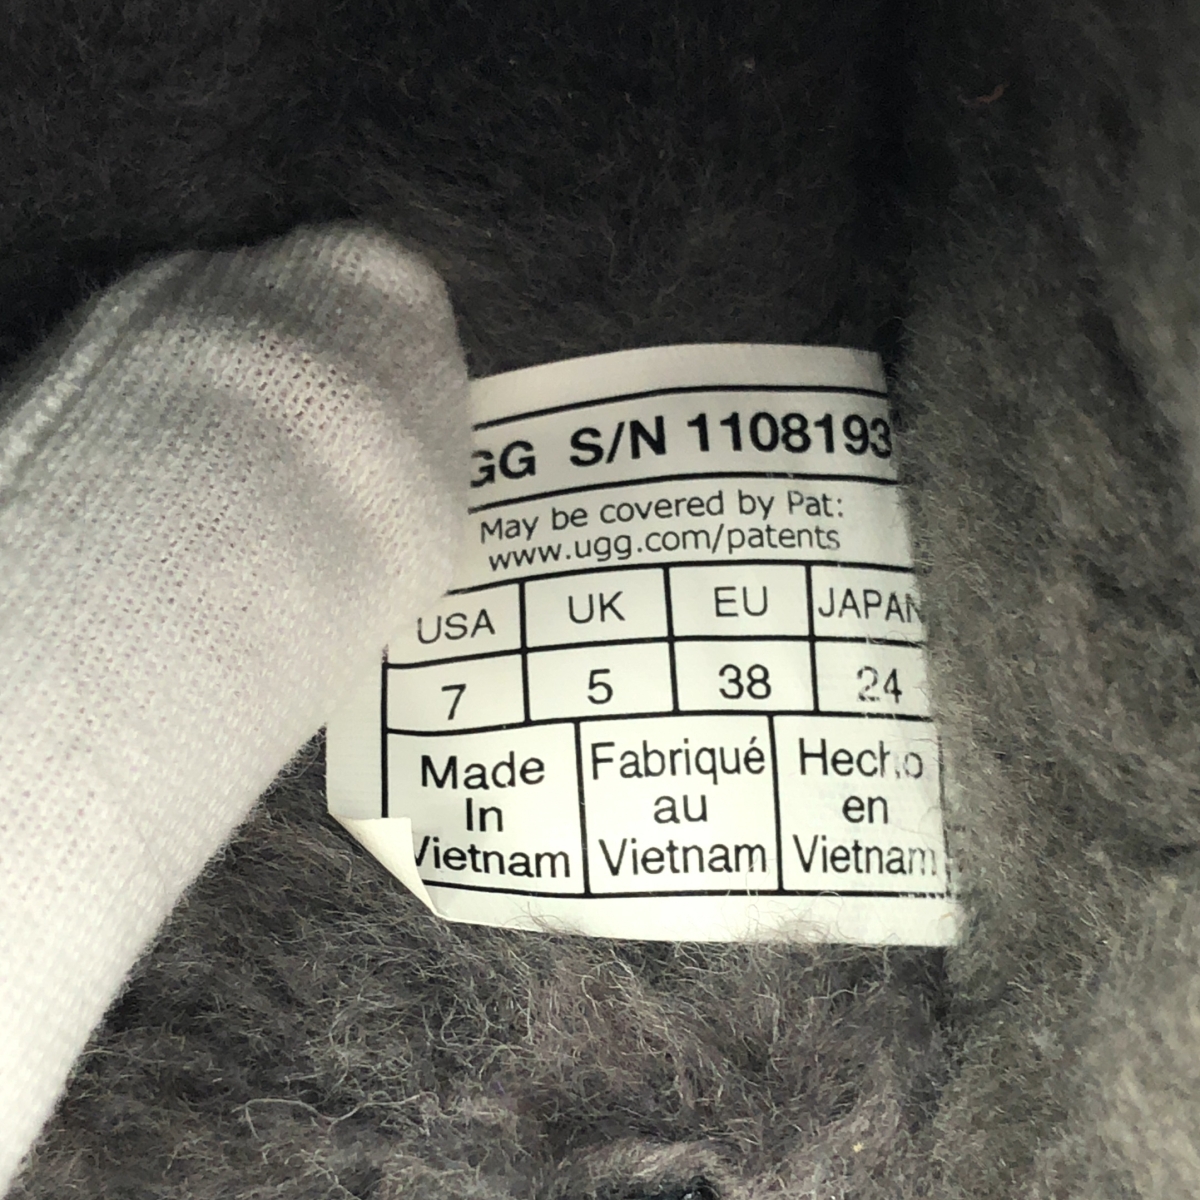 GG S/N 1108193
May be covered by Pat:
www.ugg.com/patents
USA UK EU JAPAN
7 5 38 24
Made Fabriqué Hecho
In au en
Vietnam Vietnam Vietnam